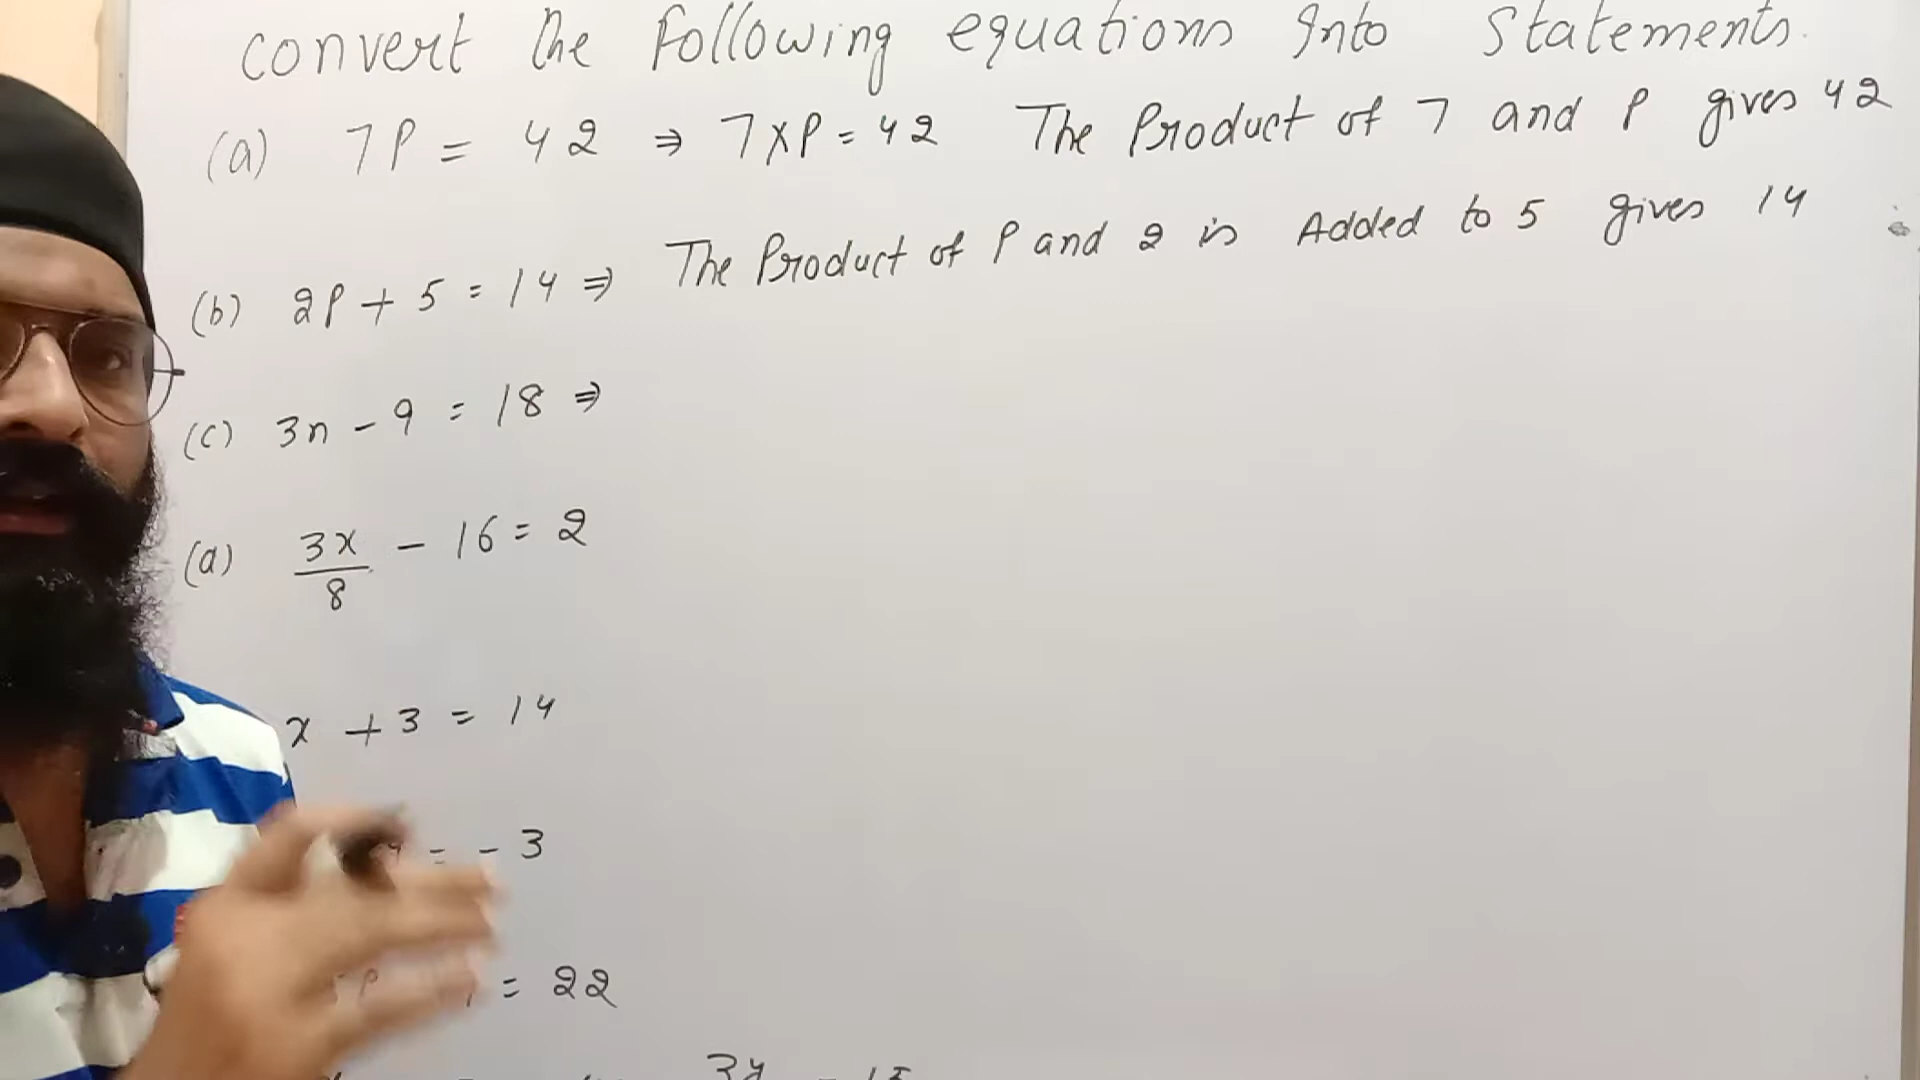 convert the Following equations Into Statements.
(a) 7P = 42 ⇒ 7×P = 42 The Product of 7 and P gives 42
(b) 2P + 5 = 14 ⇒ The Product of P and 2 is Added to 5 gives 14
(c) 3n - 9 = 18 ⇒
(d) 3x/8 - 16 = 2
x + 3 = 14
= - 3
= 22